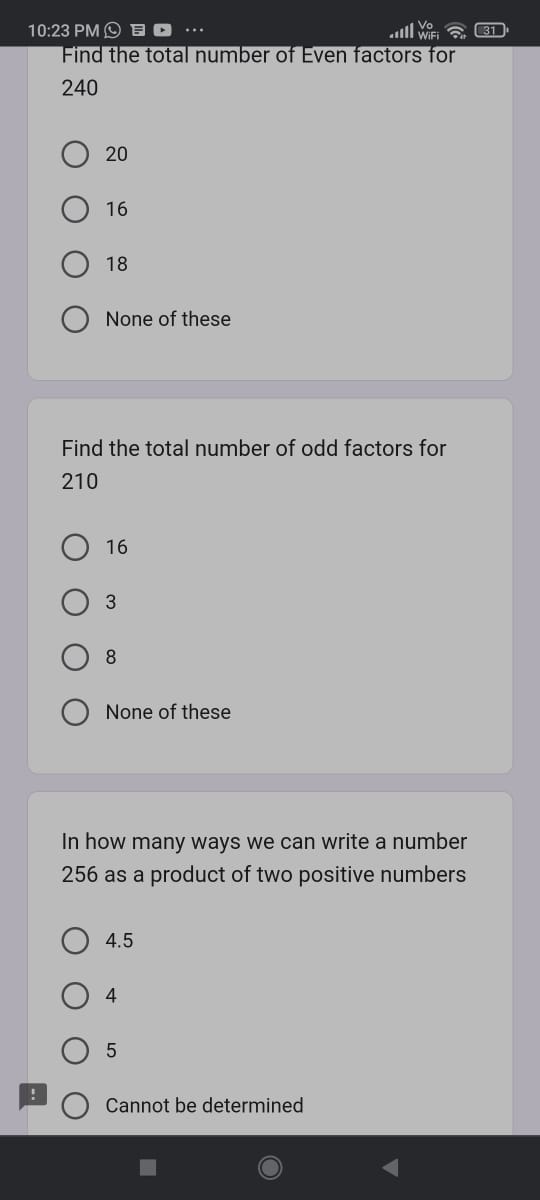 10:23 PM ... Vo WiFi 31
Find the total number of Even factors for
240
20
16
18
None of these
Find the total number of odd factors for
210
16
3
8
None of these
In how many ways we can write a number
256 as a product of two positive numbers
4.5
4
5
Cannot be determined